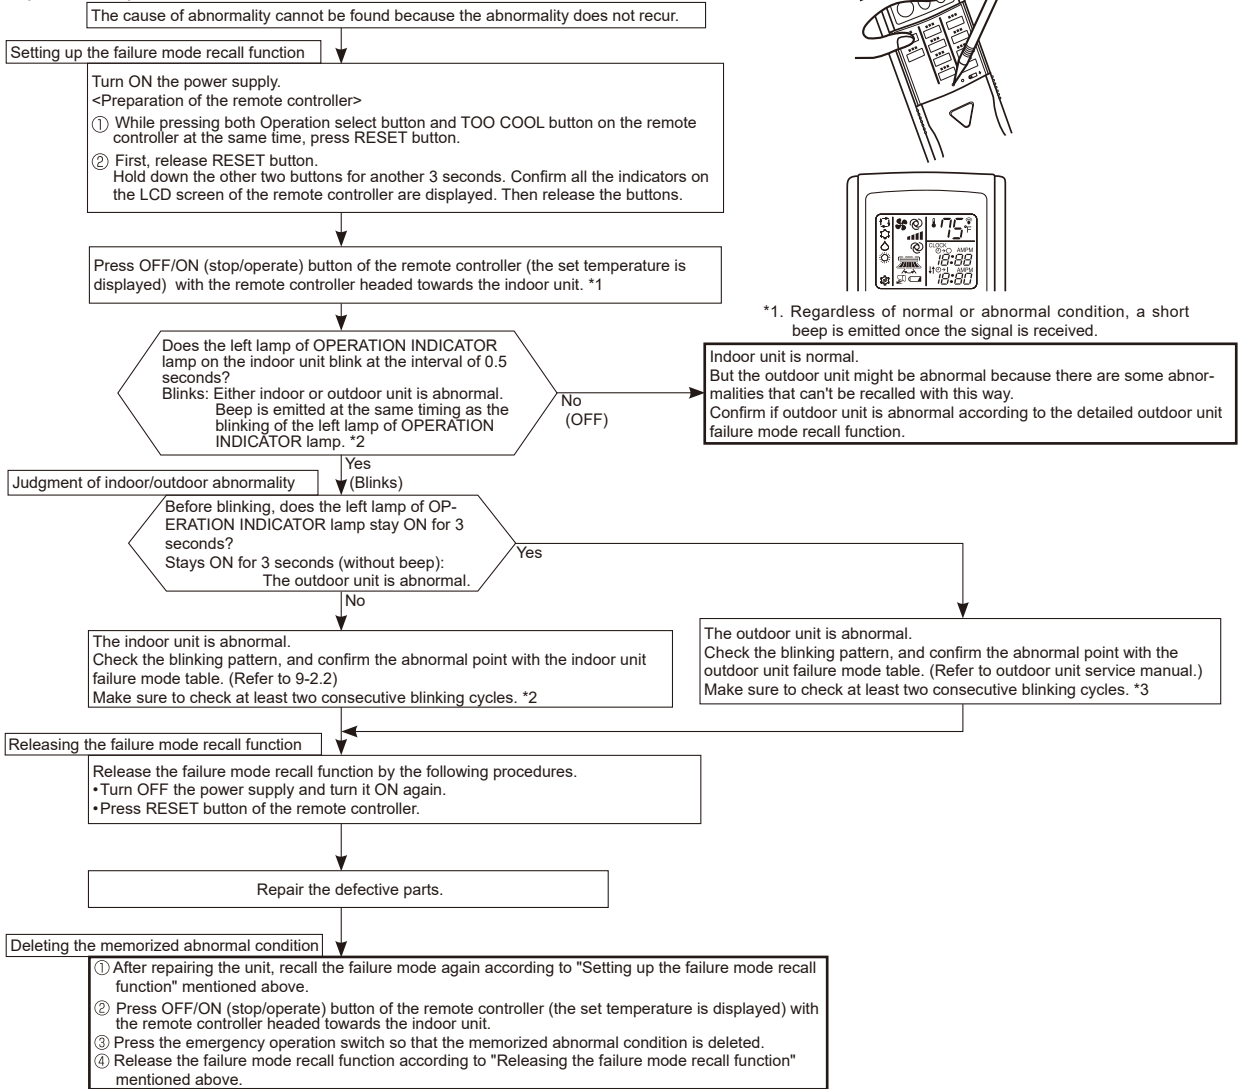 The cause of abnormality cannot be found because the abnormality does not recur.
Setting up the failure mode recall function
Turn ON the power supply.
<Preparation of the remote controller>
① While pressing both Operation select button and TOO COOL button on the remote
controller at the same time, press RESET button.
② First, release RESET button.
Hold down the other two buttons for another 3 seconds. Confirm all the indicators on
the LCD screen of the remote controller are displayed. Then release the buttons.
75°F
CLOCK
AMPM
18:88
AMPM
18:80
Press OFF/ON (stop/operate) button of the remote controller (the set temperature is
displayed) with the remote controller headed towards the indoor unit. *1
*1. Regardless of normal or abnormal condition, a short
beep is emitted once the signal is received.
Does the left lamp of OPERATION INDICATOR
lamp on the indoor unit blink at the interval of 0.5
seconds?
Blinks: Either indoor or outdoor unit is abnormal.
Beep is emitted at the same timing as the
blinking of the left lamp of OPERATION
INDICATOR lamp. *2
No
(OFF)
Indoor unit is normal.
But the outdoor unit might be abnormal because there are some abnor-
malities that can't be recalled with this way.
Confirm if outdoor unit is abnormal according to the detailed outdoor unit
failure mode recall function.
Yes
(Blinks)
Judgment of indoor/outdoor abnormality
Before blinking, does the left lamp of OP-
ERATION INDICATOR lamp stay ON for 3
seconds?
Stays ON for 3 seconds (without beep):
The outdoor unit is abnormal.
Yes
No
The indoor unit is abnormal.
Check the blinking pattern, and confirm the abnormal point with the indoor unit
failure mode table. (Refer to 9-2.2)
Make sure to check at least two consecutive blinking cycles. *2
The outdoor unit is abnormal.
Check the blinking pattern, and confirm the abnormal point with the
outdoor unit failure mode table. (Refer to outdoor unit service manual.)
Make sure to check at least two consecutive blinking cycles. *3
Releasing the failure mode recall function
Release the failure mode recall function by the following procedures.
•Turn OFF the power supply and turn it ON again.
•Press RESET button of the remote controller.
Repair the defective parts.
Deleting the memorized abnormal condition
① After repairing the unit, recall the failure mode again according to "Setting up the failure mode recall
function" mentioned above.
② Press OFF/ON (stop/operate) button of the remote controller (the set temperature is displayed) with
the remote controller headed towards the indoor unit.
③ Press the emergency operation switch so that the memorized abnormal condition is deleted.
④ Release the failure mode recall function according to "Releasing the failure mode recall function"
mentioned above.